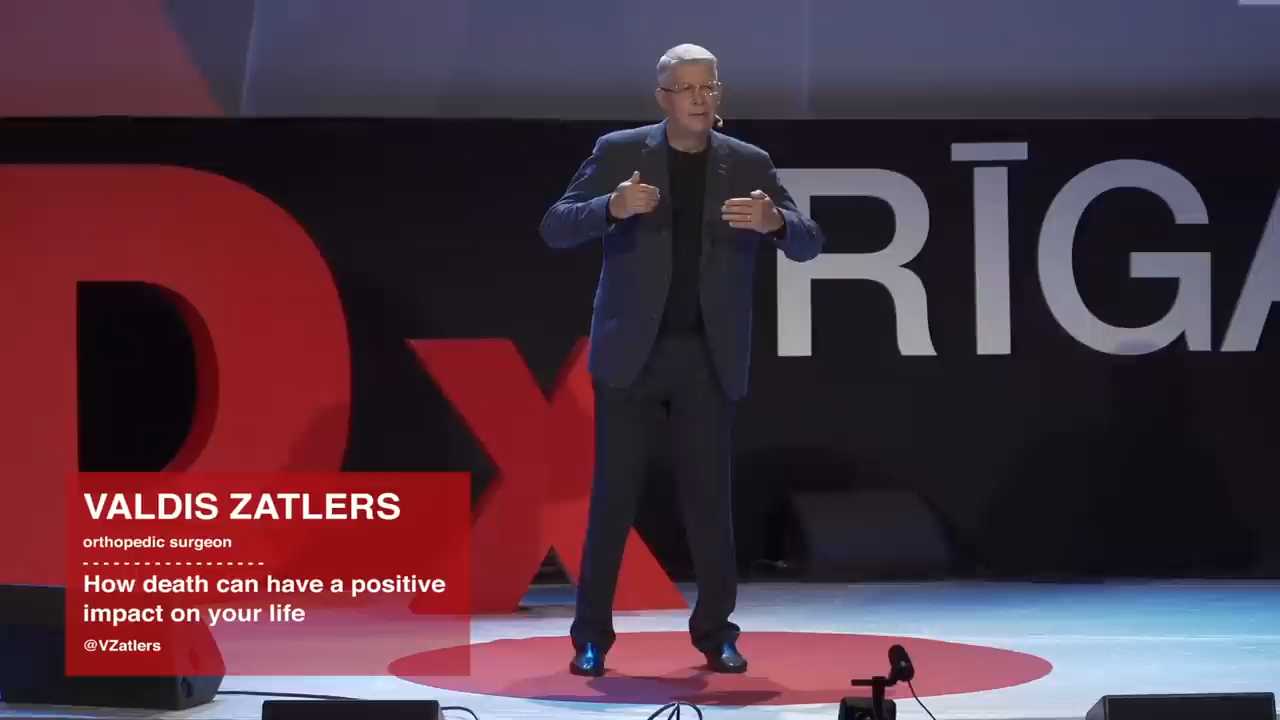 Dx RĪGA
VALDIS ZATLERS
orthopedic surgeon
How death can have a positive
impact on your life
@VZatlers